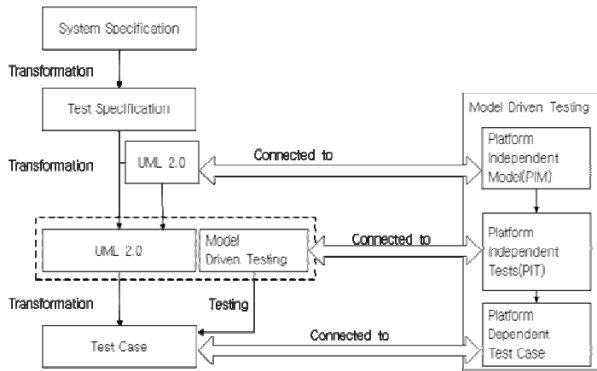 System Specification
Transformation
Test Specification
Model Driven Testing
Transformation
UML 2.0
Connected to
Platform
Independent
Model(PIM)
UML 2.0
Model
Driven Testing
Connected to
Platform
Independent
Tests(PIT)
Transformation
Testing
Test Case
Connected to
Platform
Dependent
Test Case